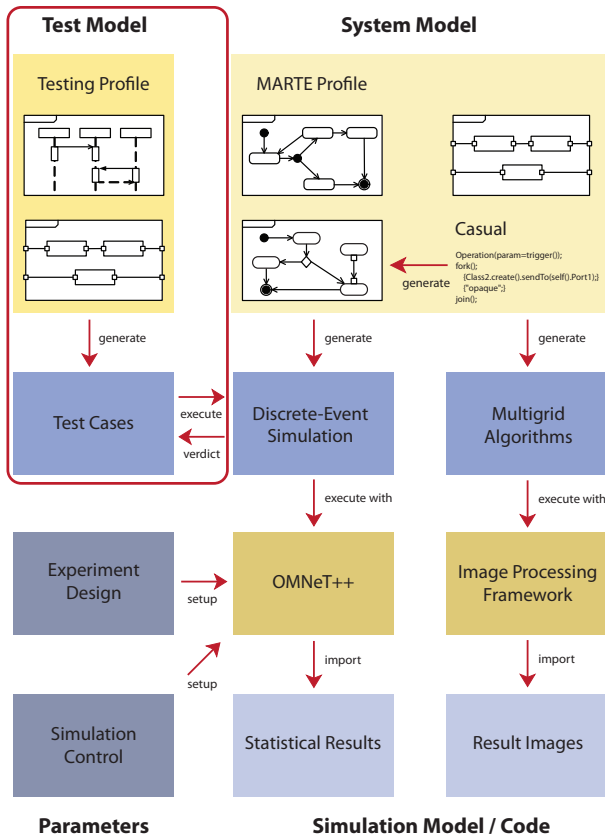 Test Model
System Model
Testing Profile
MARTE Profile
Casual
Operation(param=trigger());
fork();
{Class2.create().sendTo(self().Port1);}
{"opaque";}
join();
generate
generate
generate
generate
Test Cases
execute
verdict
Discrete-Event
Simulation
Multigrid
Algorithms
execute with
execute with
Experiment
Design
setup
OMNeT++
Image Processing
Framework
setup
import
import
Simulation
Control
Statistical Results
Result Images
Parameters
Simulation Model / Code